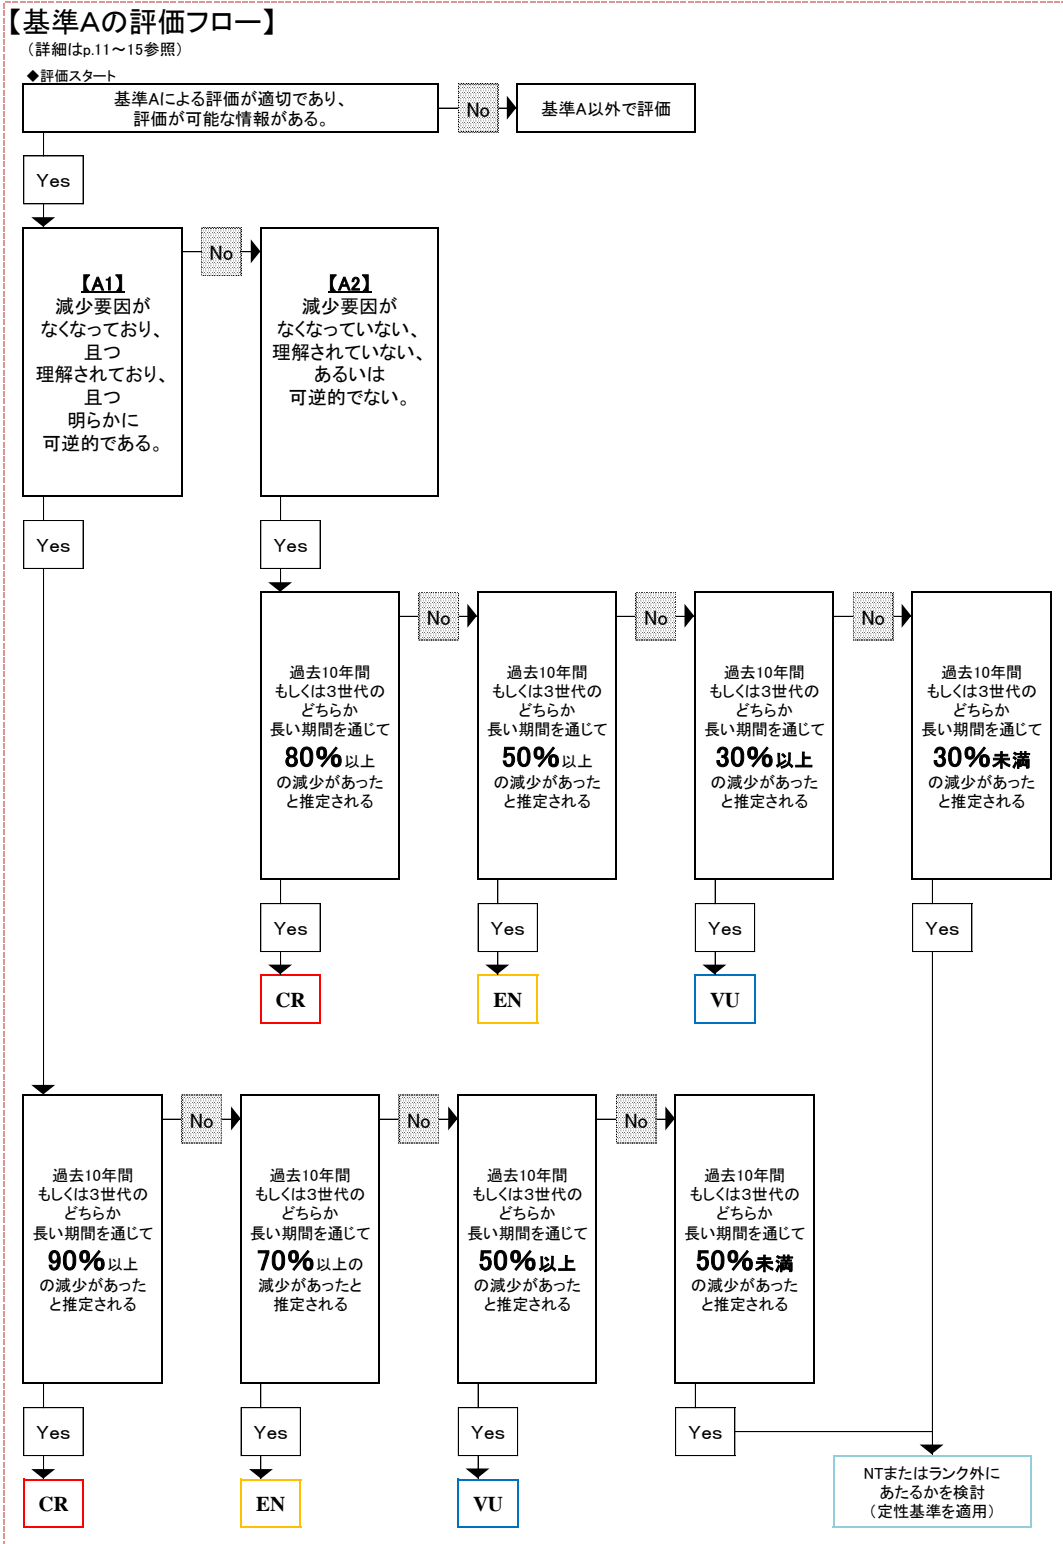 【基準Aの評価フロー】
（詳細はp.11～15参照）
◆評価スタート
基準Aによる評価が適切であり、
評価が可能な情報がある。
No
基準A以外で評価
Yes
【A1】
減少要因が
なくなっており、
且つ
理解されており、
且つ
明らかに
可逆的である。
No
【A2】
減少要因が
なくなっていない、
理解されていない、
あるいは
可逆的でない。
Yes
Yes
過去10年間
もしくは3世代の
どちらか
長い期間を通じて
80%以上
の減少があった
と推定される
No
過去10年間
もしくは3世代の
どちらか
長い期間を通じて
50%以上
の減少があった
と推定される
No
過去10年間
もしくは3世代の
どちらか
長い期間を通じて
30%以上
の減少があった
と推定される
No
過去10年間
もしくは3世代の
どちらか
長い期間を通じて
30%未満
の減少があった
と推定される
Yes
Yes
Yes
Yes
CR
EN
VU
過去10年間
もしくは3世代の
どちらか
長い期間を通じて
90%以上
の減少があった
と推定される
No
過去10年間
もしくは3世代の
どちらか
長い期間を通じて
70%以上の
減少があったと
推定される
No
過去10年間
もしくは3世代の
どちらか
長い期間を通じて
50%以上
の減少があった
と推定される
No
過去10年間
もしくは3世代の
どちらか
長い期間を通じて
50%未満
の減少があった
と推定される
Yes
Yes
Yes
Yes
CR
EN
VU
NTまたはランク外に
あたるかを検討
（定性基準を適用）